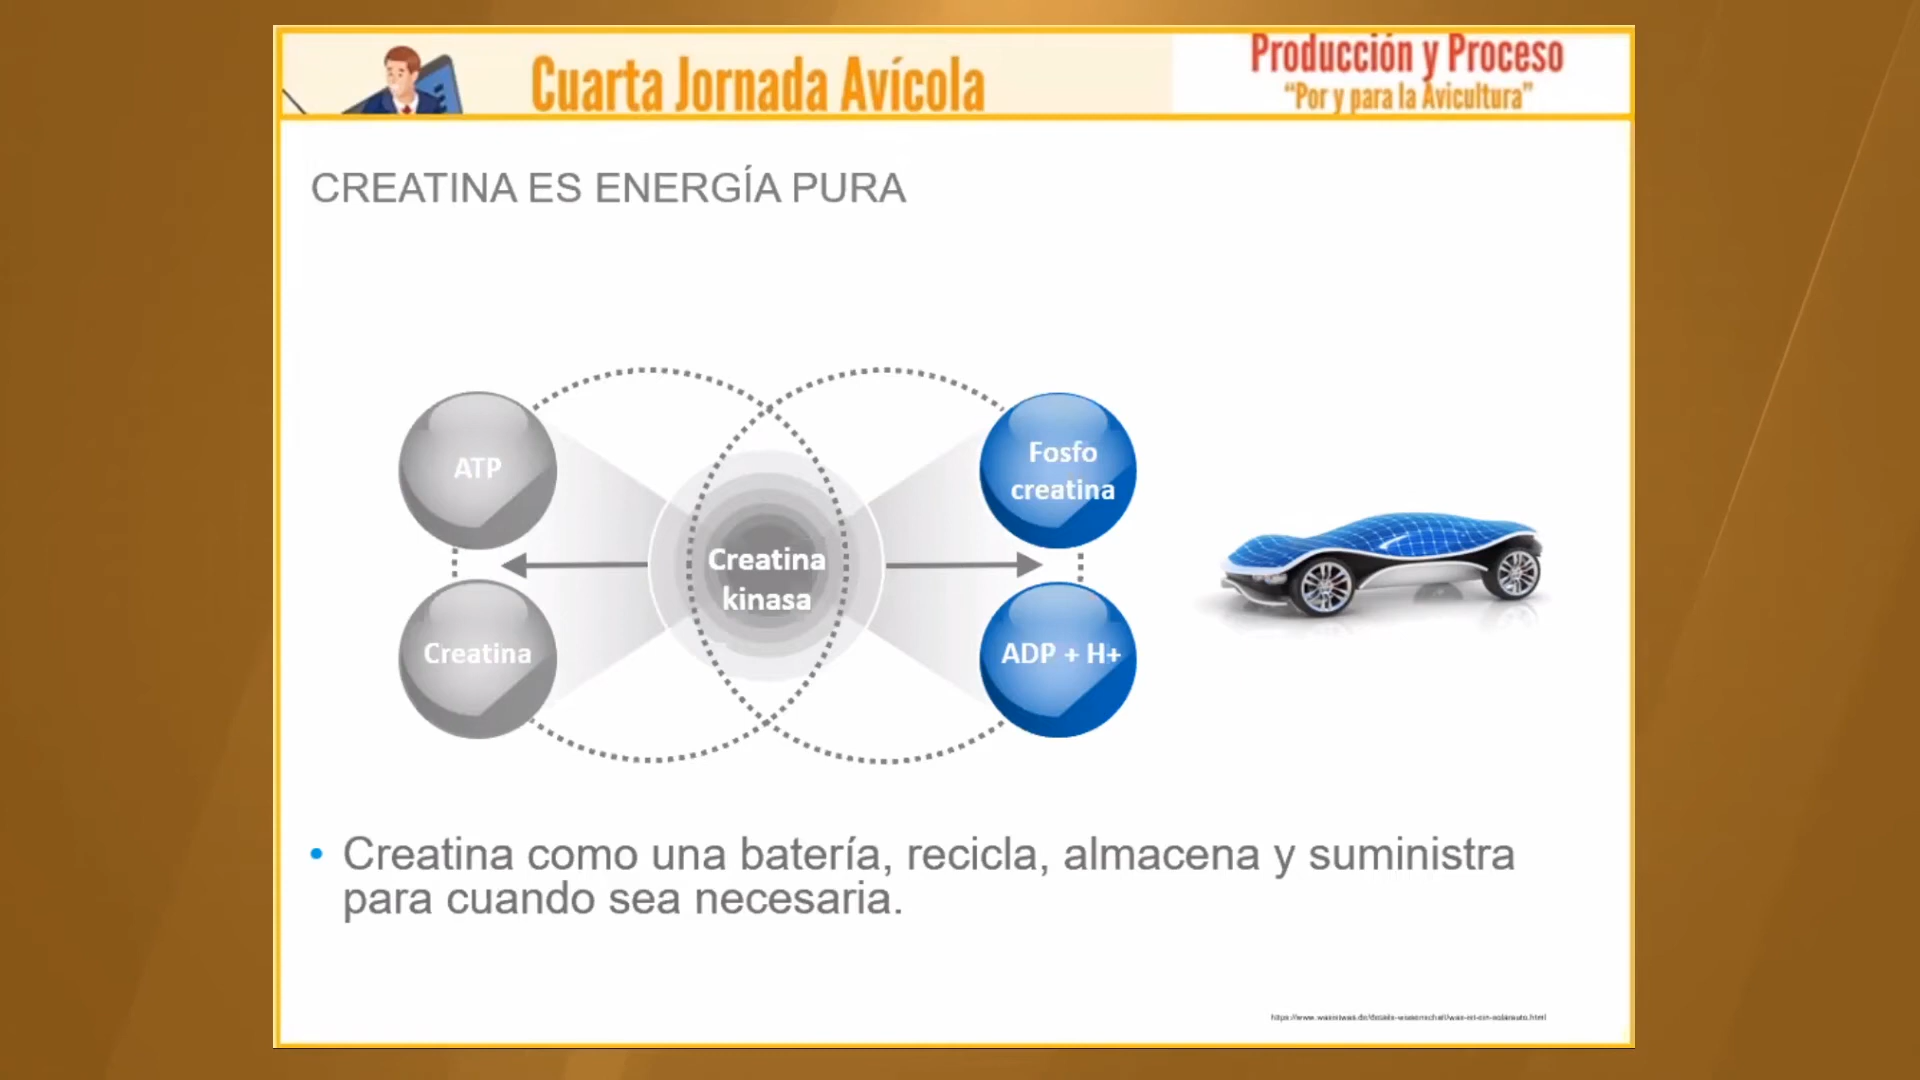 Cuarta Jornada Avícola
Producción y Proceso
“Por y para la Avicultura”
CREATINA ES ENERGÍA PURA
ATP
Fosfo
creatina
Creatina
kinasa
Creatina
ADP + H+
• Creatina como una batería, recicla, almacena y suministra
para cuando sea necesaria.